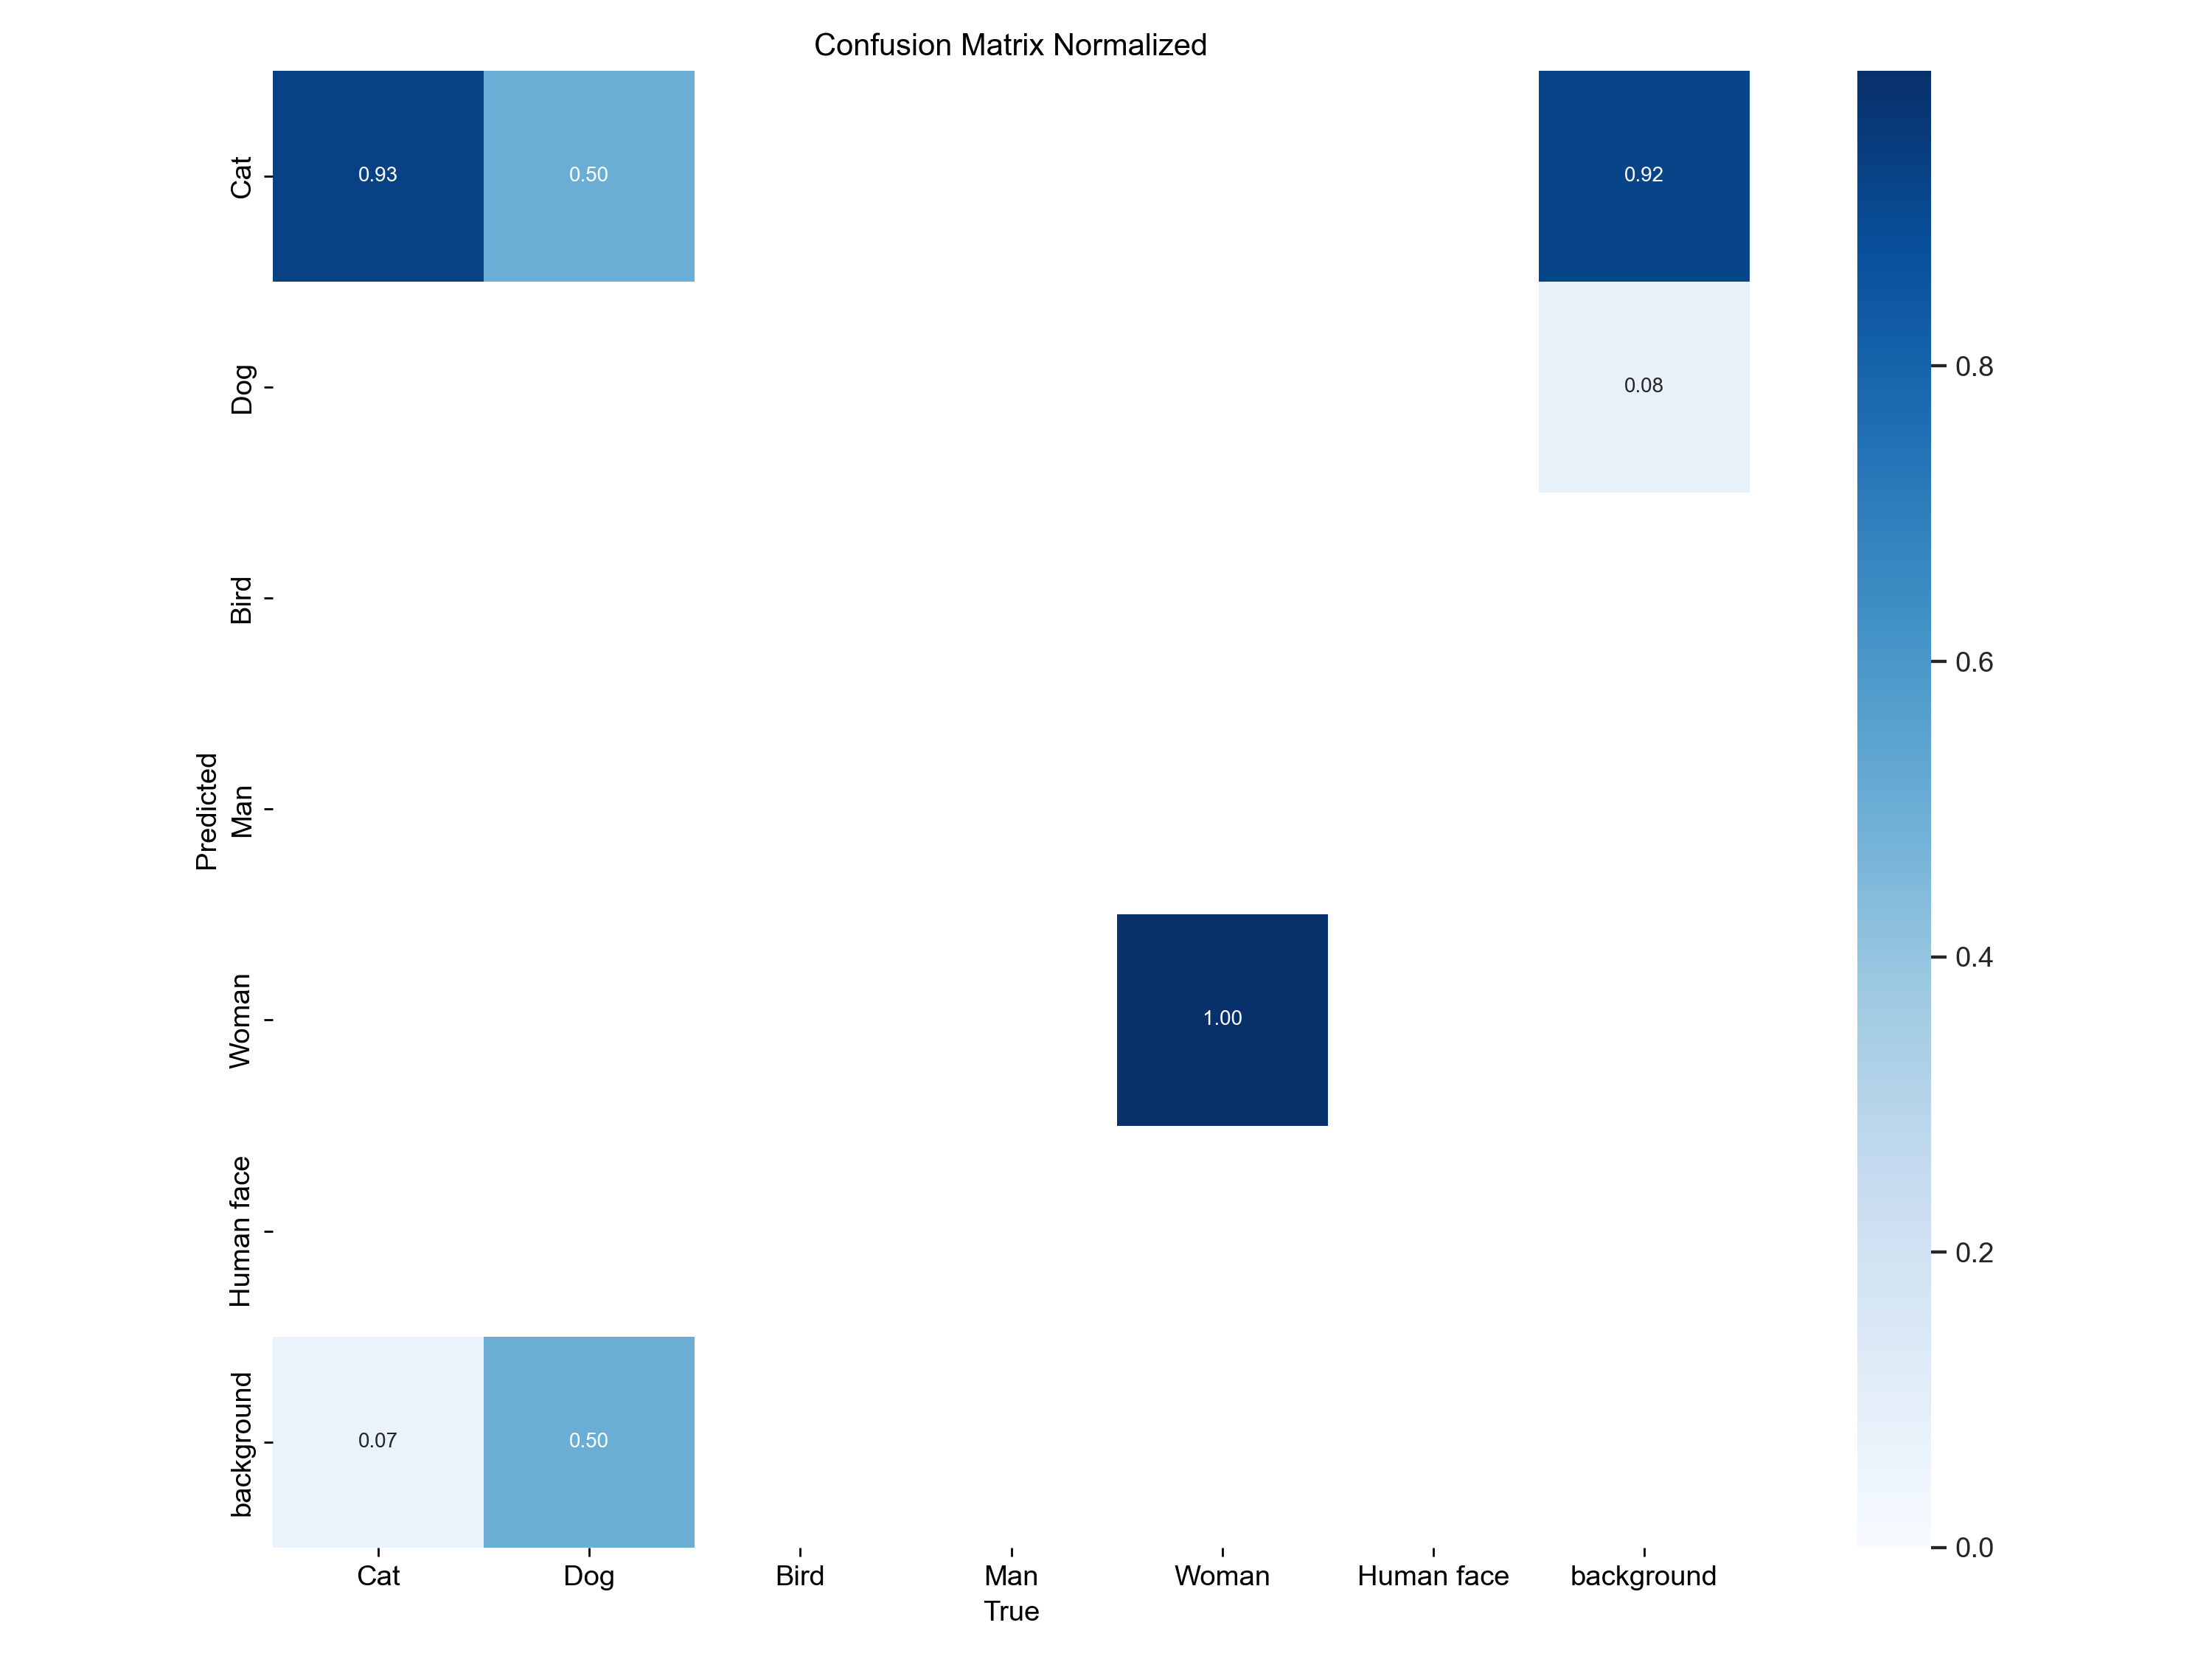 Confusion Matrix Normalized
Cat
0.93
0.50
0.92
Dog
0.08
0.8
Bird
0.6
Predicted
Man
0.4
Woman
1.00
Human face
0.2
background
0.07
0.50
0.0
Cat
Dog
Bird
Man
Woman
Human face
background
True